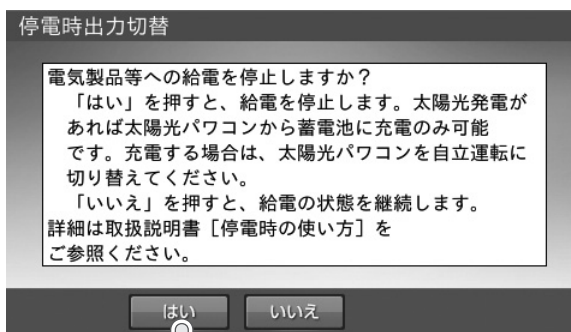 停電時出力切替
電気製品等への給電を停止しますか？
「はい」を押すと、給電を停止します。太陽光発電が
あれば太陽光パワコンから蓄電池に充電のみ可能
です。充電する場合は、太陽光パワコンを自立運転に
切り替えてください。
「いいえ」を押すと、給電の状態を継続します。
詳細は取扱説明書［停電時の使い方］を
ご参照ください。
はい いいえ